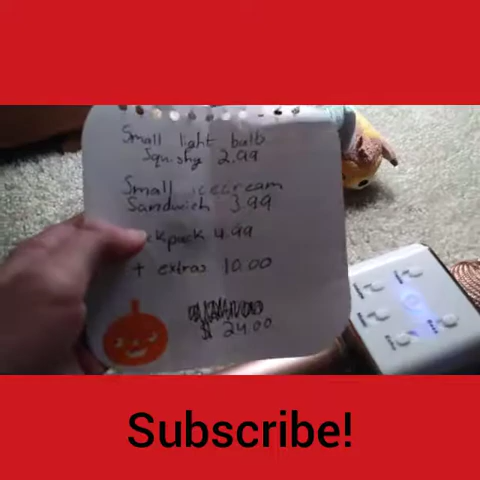 Small light bulb
Squishy 2.99
Small icecream
Sandwich 3.99
ckpack 4.99
+ extras 10.00
$ 24.00
Subscribe!